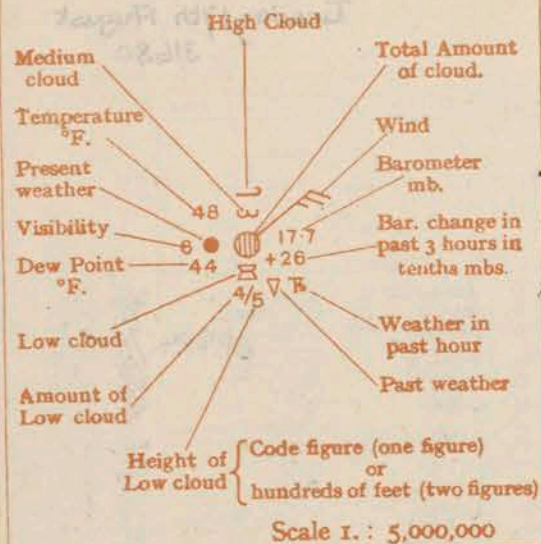 High Cloud
Medium cloud
Total Amount of cloud.
Temperature °F.
Wind
Present weather
Barometer mb.
48
Visibility
6
17.7
Bar. change in past 3 hours in tenths mbs.
Dew Point °F.
44
+26
4/5
Low cloud
Weather in past hour
Amount of Low cloud
Past weather
Height of Low cloud { Code figure (one figure)
or
hundreds of feet (two figures)
Scale 1. : 5,000,000